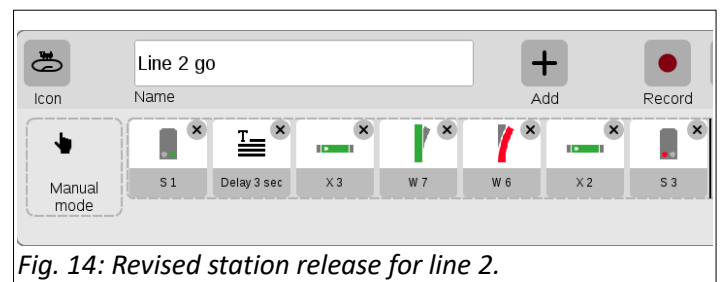 Line 2 go
Icon
Name
Add
Record
Manual
mode
S 1
T
Delay 3 sec
X 3
W 7
W 6
X 2
S 3
Fig. 14: Revised station release for line 2.